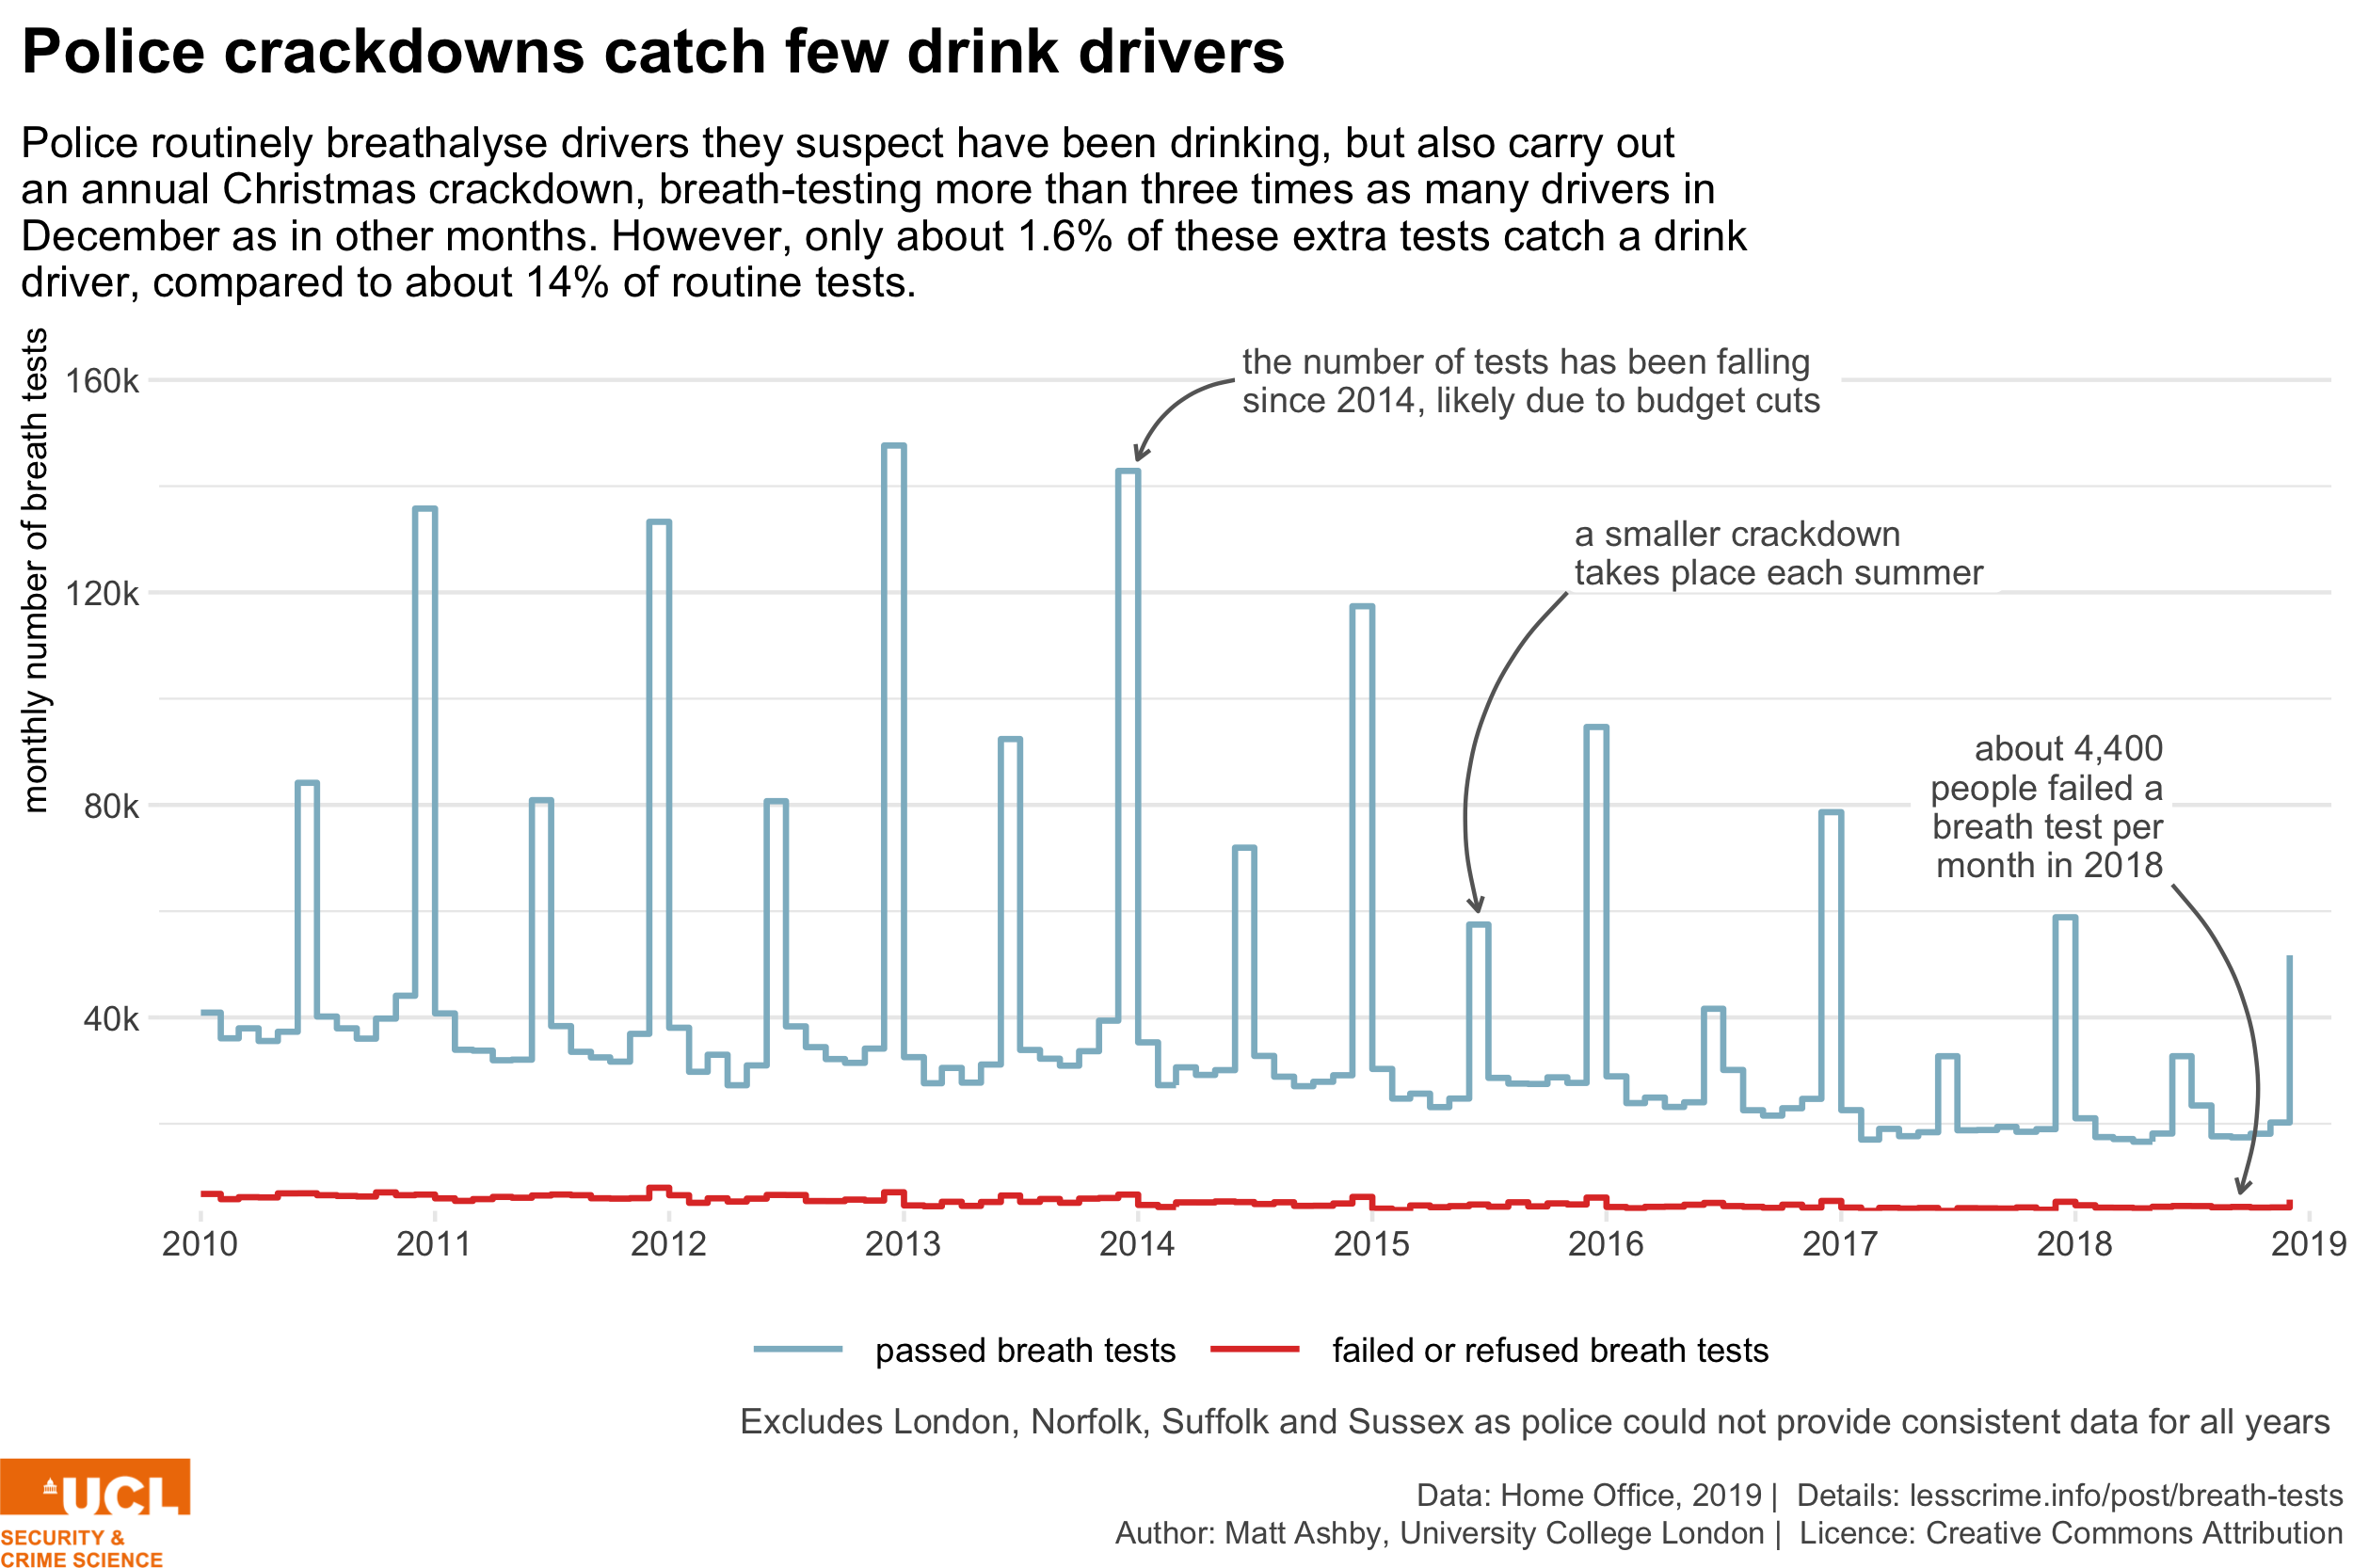 Police crackdowns catch few drink drivers
Police routinely breathalyse drivers they suspect have been drinking, but also carry out
an annual Christmas crackdown, breath-testing more than three times as many drivers in
December as in other months. However, only about 1.6% of these extra tests catch a drink
driver, compared to about 14% of routine tests.
monthly number of breath tests
160k
120k
80k
40k
the number of tests has been falling
since 2014, likely due to budget cuts
a smaller crackdown
takes place each summer
about 4,400
people failed a
breath test per
month in 2018
2010 2011 2012 2013 2014 2015 2016 2017 2018 2019
passed breath tests failed or refused breath tests
Excludes London, Norfolk, Suffolk and Sussex as police could not provide consistent data for all years
UCL
SECURITY &
CRIME SCIENCE
Data: Home Office, 2019 | Details: lesscrime.info/post/breath-tests
Author: Matt Ashby, University College London | Licence: Creative Commons Attribution